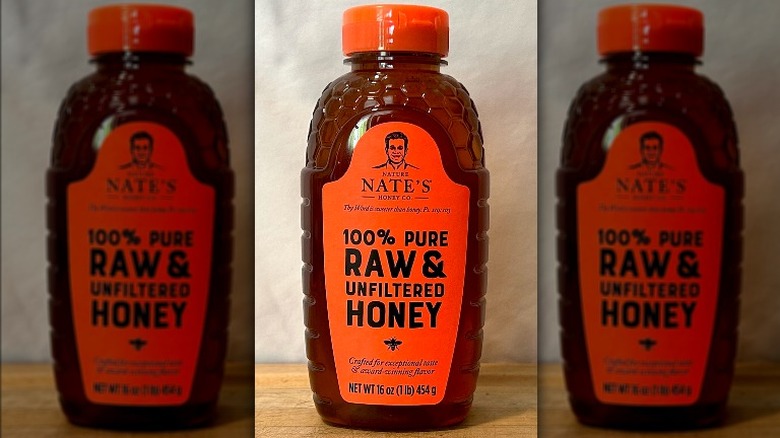 NATURE
NATE'S
HONEY CO.
Thy Word is sweeter than honey. Ps. 119:103
100% PURE
RAW &
UNFILTERED
HONEY
Crafted for exceptional taste
& award-winning flavor
NET WT 16 oz (1 lb) 454 g